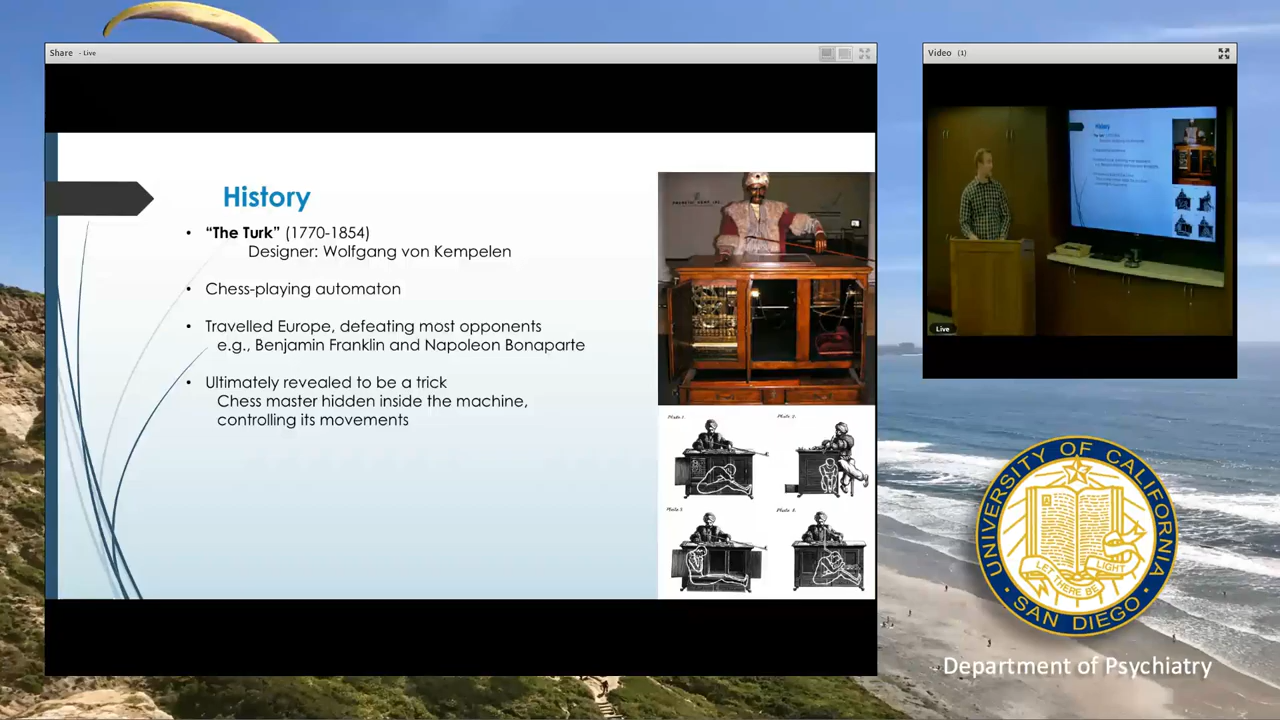 Share - Live
Video (1)
History
• "The Turk" (1770-1854)
Designer: Wolfgang von Kempelen
• Chess-playing automaton
• Travelled Europe, defeating most opponents
e.g., Benjamin Franklin and Napoleon Bonaparte
• Ultimately revealed to be a trick
Chess master hidden inside the machine,
controlling its movements
History
Live
UNIVERSITY OF CALIFORNIA
LET THERE BE LIGHT
SAN DIEGO
Department of Psychiatry